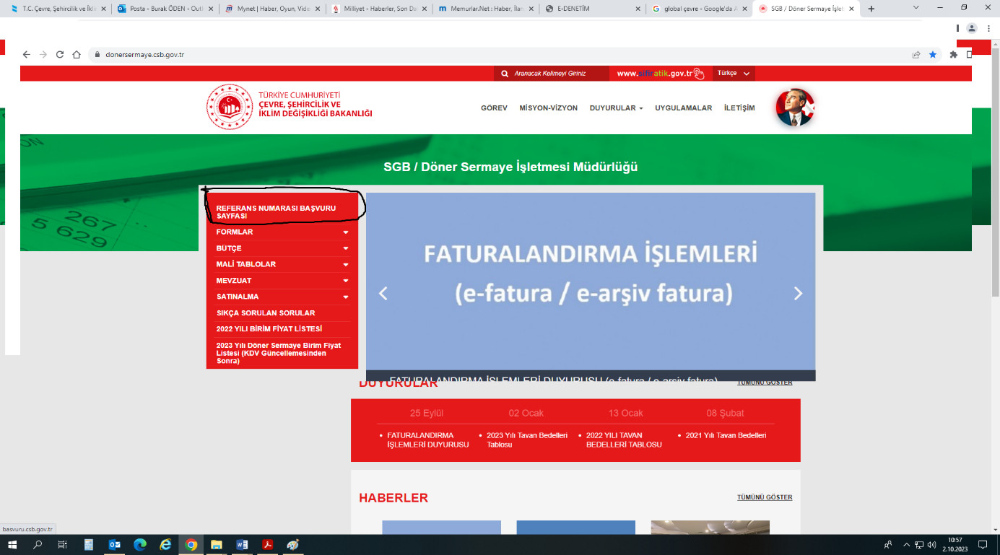 T.C. Çevre, Şehircilik ve İkli
Posta - Burak ÖDEN - Outl
Mynet | Haber, Oyun, Vide
Milliyet - Haberler, Son Da
Memurlar.Net : Haber, İlan
E-DENETİM
global çevre - Google'da A
SGB / Döner Sermaye İşlet
donersermaye.csb.gov.tr
Aranacak Kelimeyi Giriniz
www.sifiratik.gov.tr
Türkçe
TÜRKİYE CUMHURİYETİ
ÇEVRE, ŞEHİRCİLİK VE
İKLİM DEĞİŞİKLİĞİ BAKANLIĞI
GÖREV MİSYON-VİZYON DUYURULAR UYGULAMALAR İLETİŞİM
SGB / Döner Sermaye İşletmesi Müdürlüğü
REFERANS NUMARASI BAŞVURU
SAYFASI
FORMLAR
BÜTÇE
MALİ TABLOLAR
MEVZUAT
SATINALMA
SIKÇA SORULAN SORULAR
2022 YILI BİRİM FİYAT LİSTESİ
2023 Yılı Döner Sermaye Birim Fiyat
Listesi (KDV Güncellemesinden
Sonra)
267
5 629
FATURALANDIRMA İŞLEMLERİ
(e-fatura / e-arşiv fatura)
FATURALANDIRMA İŞLEMLERİ DUYURUSU (e-fatura / e-arşiv fatura)
DUYURULAR
TÜMÜNÜ GÖSTER
25 Eylül
FATURALANDIRMA
İŞLEMLERİ DUYURUSU
02 Ocak
2023 Yılı Tavan Bedelleri
Tablosu
13 Ocak
2022 YILI TAVAN
BEDELLERİ TABLOSU
08 Şubat
2021 Yılı Tavan Bedelleri
HABERLER
TÜMÜNÜ GÖSTER
basvuru.csb.gov.tr
10:57
2.10.2023